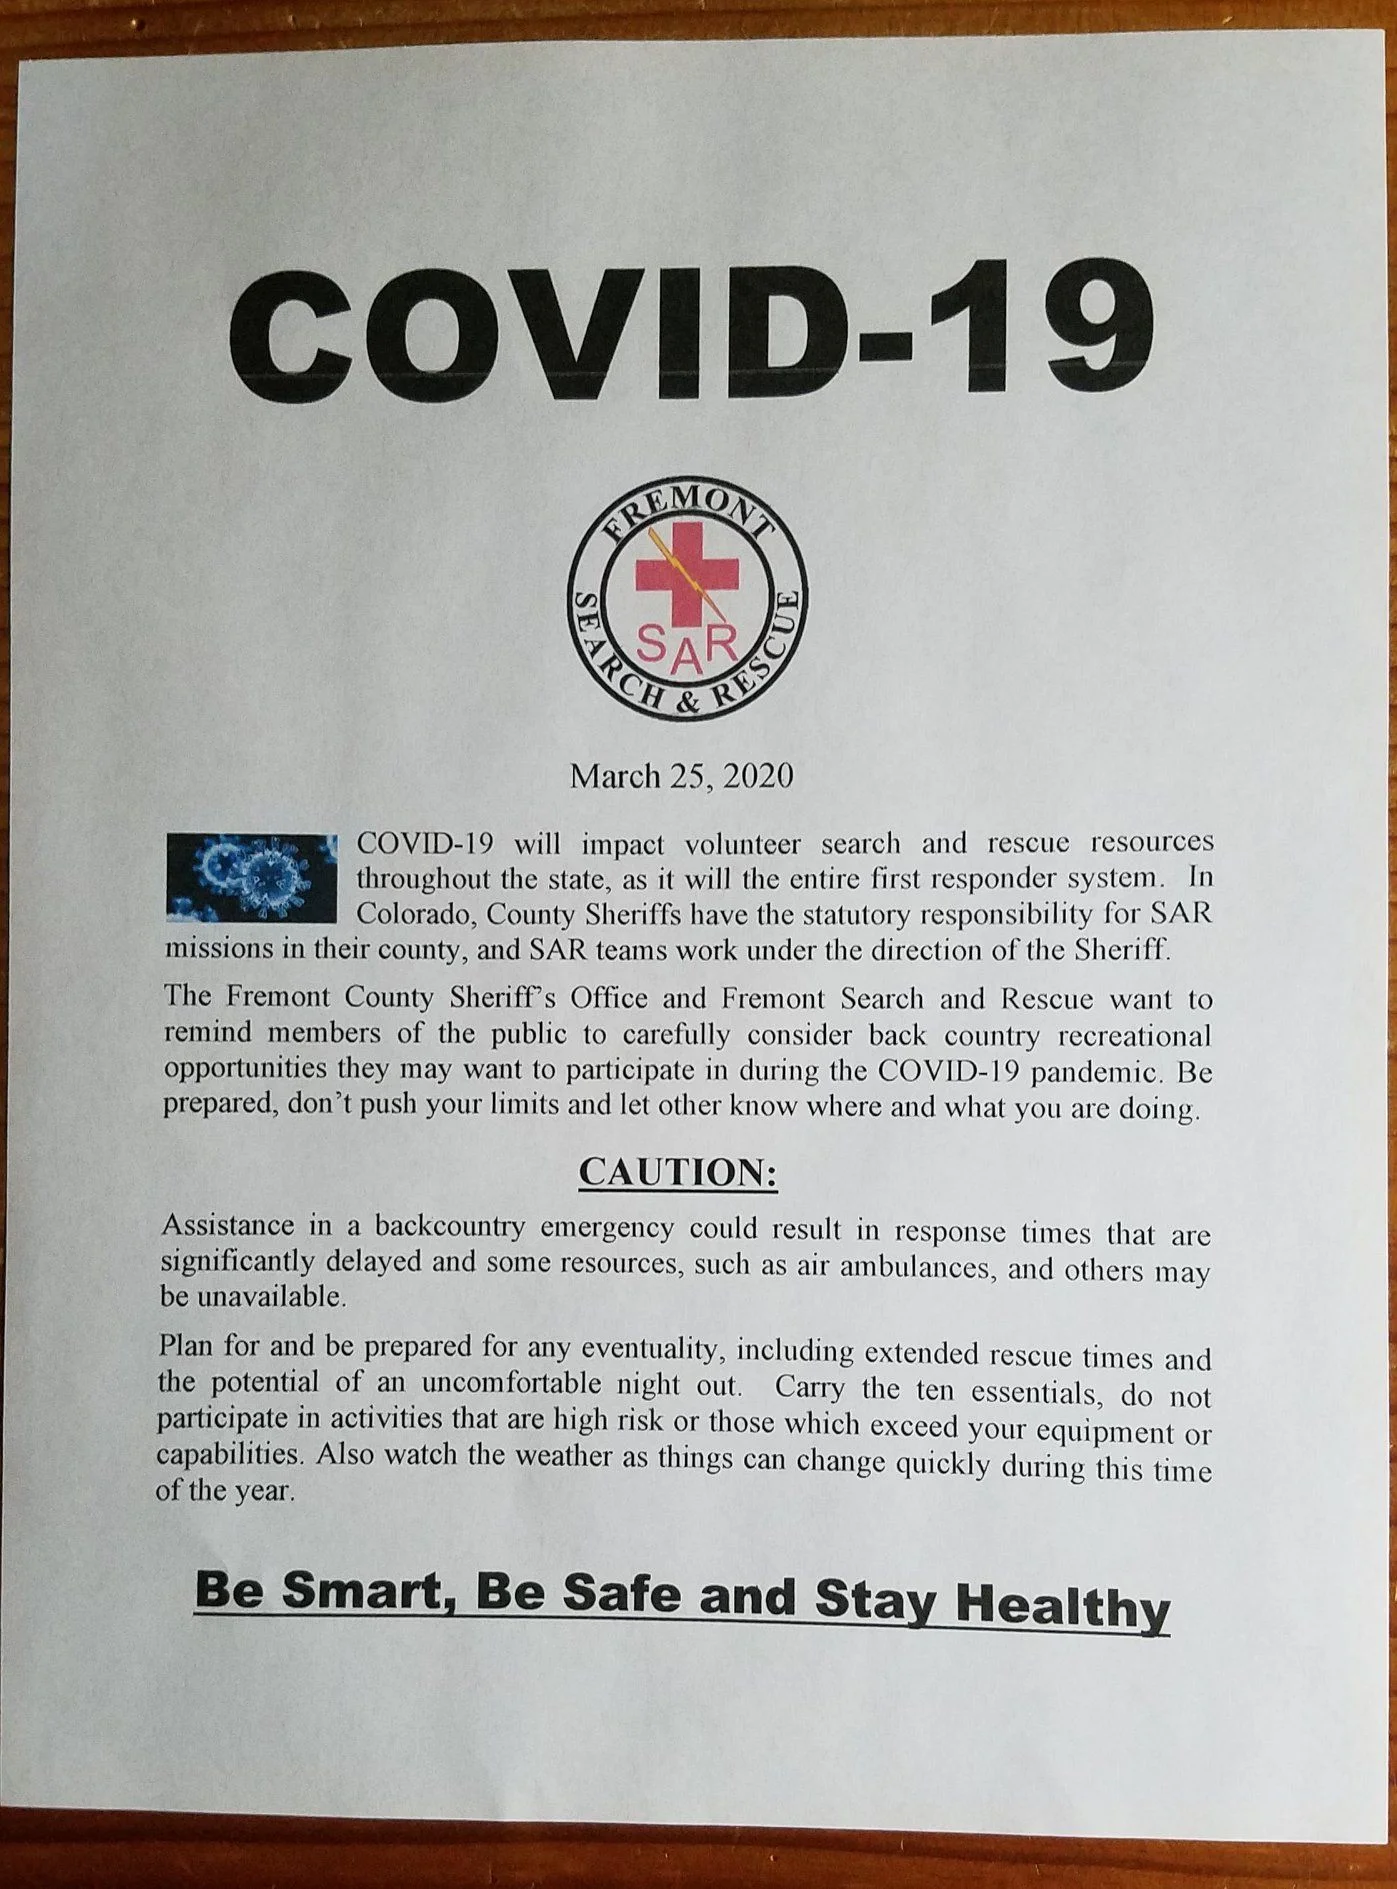 COVID-19
FREMONT
SEARCH & RESCUE
SAR
March 25, 2020
COVID-19 will impact volunteer search and rescue resources
throughout the state, as it will the entire first responder system. In
Colorado, County Sheriffs have the statutory responsibility for SAR
missions in their county, and SAR teams work under the direction of the Sheriff.
The Fremont County Sheriff's Office and Fremont Search and Rescue want to
remind members of the public to carefully consider back country recreational
opportunities they may want to participate in during the COVID-19 pandemic. Be
prepared, don't push your limits and let other know where and what you are doing.
CAUTION:
Assistance in a backcountry emergency could result in response times that are
significantly delayed and some resources, such as air ambulances, and others may
be unavailable.
Plan for and be prepared for any eventuality, including extended rescue times and
the potential of an uncomfortable night out. Carry the ten essentials, do not
participate in activities that are high risk or those which exceed your equipment or
capabilities. Also watch the weather as things can change quickly during this time
of the year.
Be Smart, Be Safe and Stay Healthy